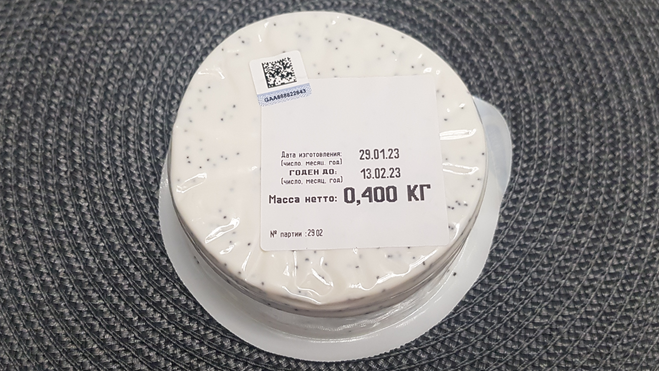 GAA688822843
Дата изготовления: 29.01.23
(число, месяц, год)
ГОДЕН ДО: 13.02.23
(число, месяц, год)
Масса нетто: 0,400 КГ
№ партии :29 02